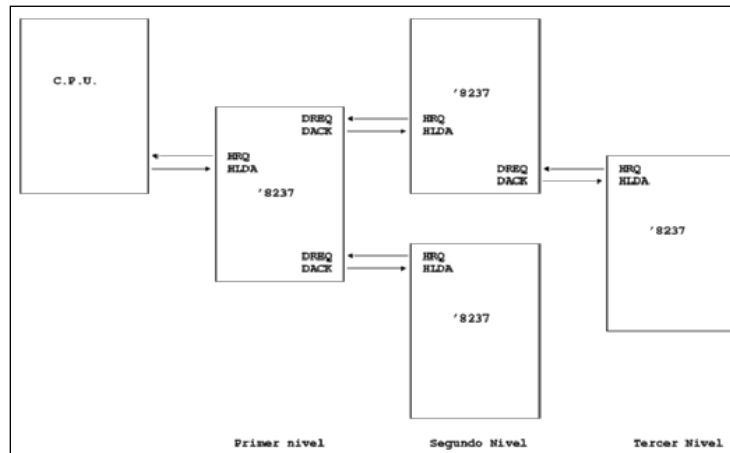 C.P.U.
HRQ
HLDA
DREQ
DACK
'8237
DREQ
DACK
'8237
HRQ
HLDA
DREQ
DACK
HRQ
HLDA
'8237
HRQ
HLDA
'8237
Primer nivel
Segundo Nivel
Tercer Nivel